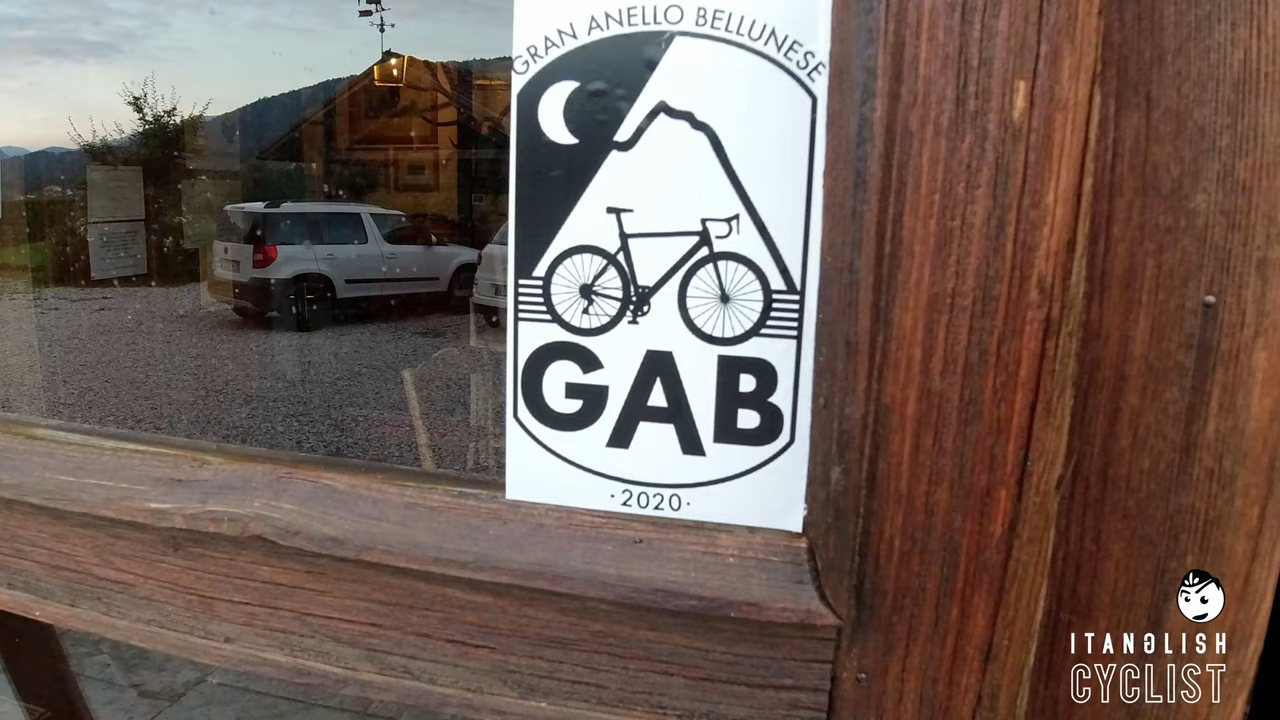 GRAN ANELLO BELLUNESE
GAB
·2020·
ITANGLISH
CYCLIST